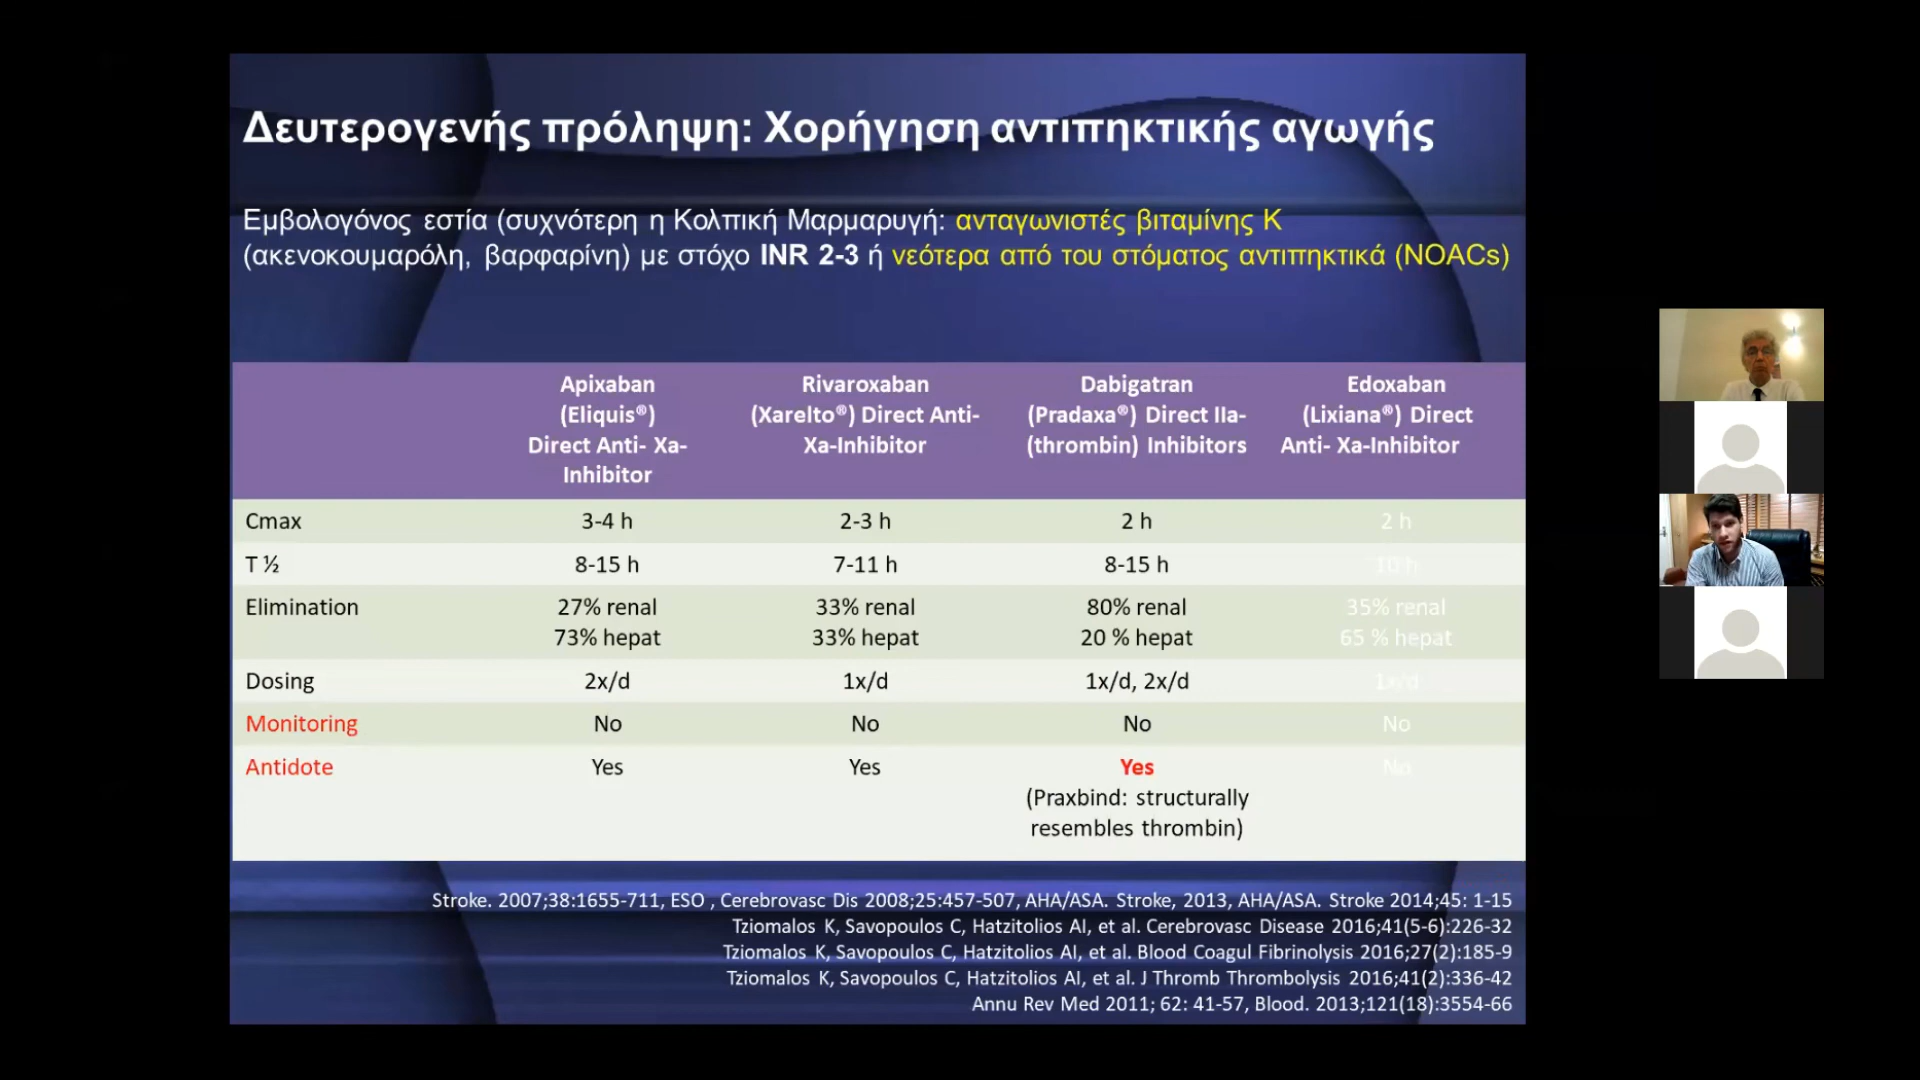 Δευτερογενής πρόληψη: Χορήγηση αντιπηκτικής αγωγής
Εμβολογόνος εστία (συχνότερη η Κολπική Μαρμαρυγή: ανταγωνιστές βιταμίνης Κ
(ακενοκουμαρόλη, βαρφαρίνη) με στόχο INR 2-3 ή νεότερα από του στόματος αντιπηκτικά (NOACs)
Apixaban
(Eliquis®)
Direct Anti- Xa-
Inhibitor
Rivaroxaban
(Xarelto®) Direct Anti-
Xa-Inhibitor
Dabigatran
(Pradaxa®) Direct IIa-
(thrombin) Inhibitors
Edoxaban
(Lixiana®) Direct
Anti- Xa-Inhibitor
Cmax 3-4 h 2-3 h 2 h 2 h
T ½ 8-15 h 7-11 h 8-15 h 10 h
Elimination 27% renal 33% renal 80% renal 35% renal
73% hepat 33% hepat 20 % hepat 65 % hepat
Dosing 2x/d 1x/d 1x/d, 2x/d 1x/d
Monitoring No No No No
Antidote Yes Yes Yes No
(Praxbind: structurally
resembles thrombin)
Stroke. 2007;38:1655-711, ESO , Cerebrovasc Dis 2008;25:457-507, AHA/ASA. Stroke, 2013, AHA/ASA. Stroke 2014;45: 1-15
Tziomalos K, Savopoulos C, Hatzitolios AI, et al. Cerebrovasc Disease 2016;41(5-6):226-32
Tziomalos K, Savopoulos C, Hatzitolios AI, et al. Blood Coagul Fibrinolysis 2016;27(2):185-9
Tziomalos K, Savopoulos C, Hatzitolios AI, et al. J Thromb Thrombolysis 2016;41(2):336-42
Annu Rev Med 2011; 62: 41-57, Blood. 2013;121(18):3554-66